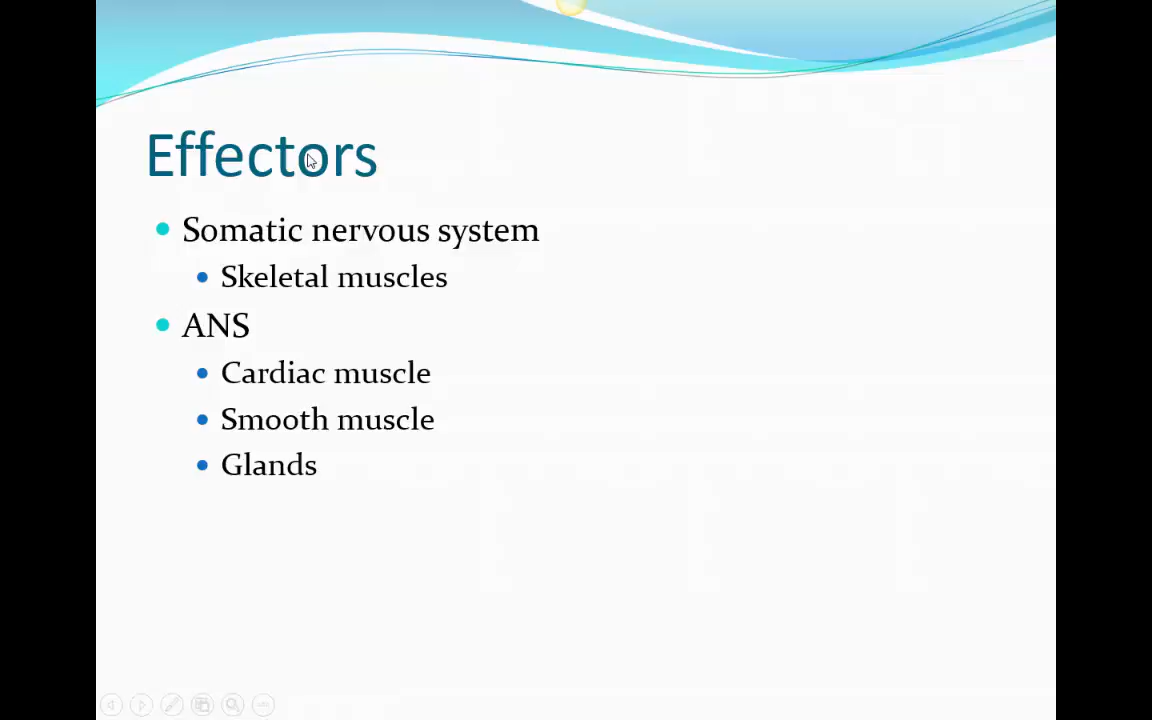 Effectors
Somatic nervous system
Skeletal muscles
ANS
Cardiac muscle
Smooth muscle
Glands